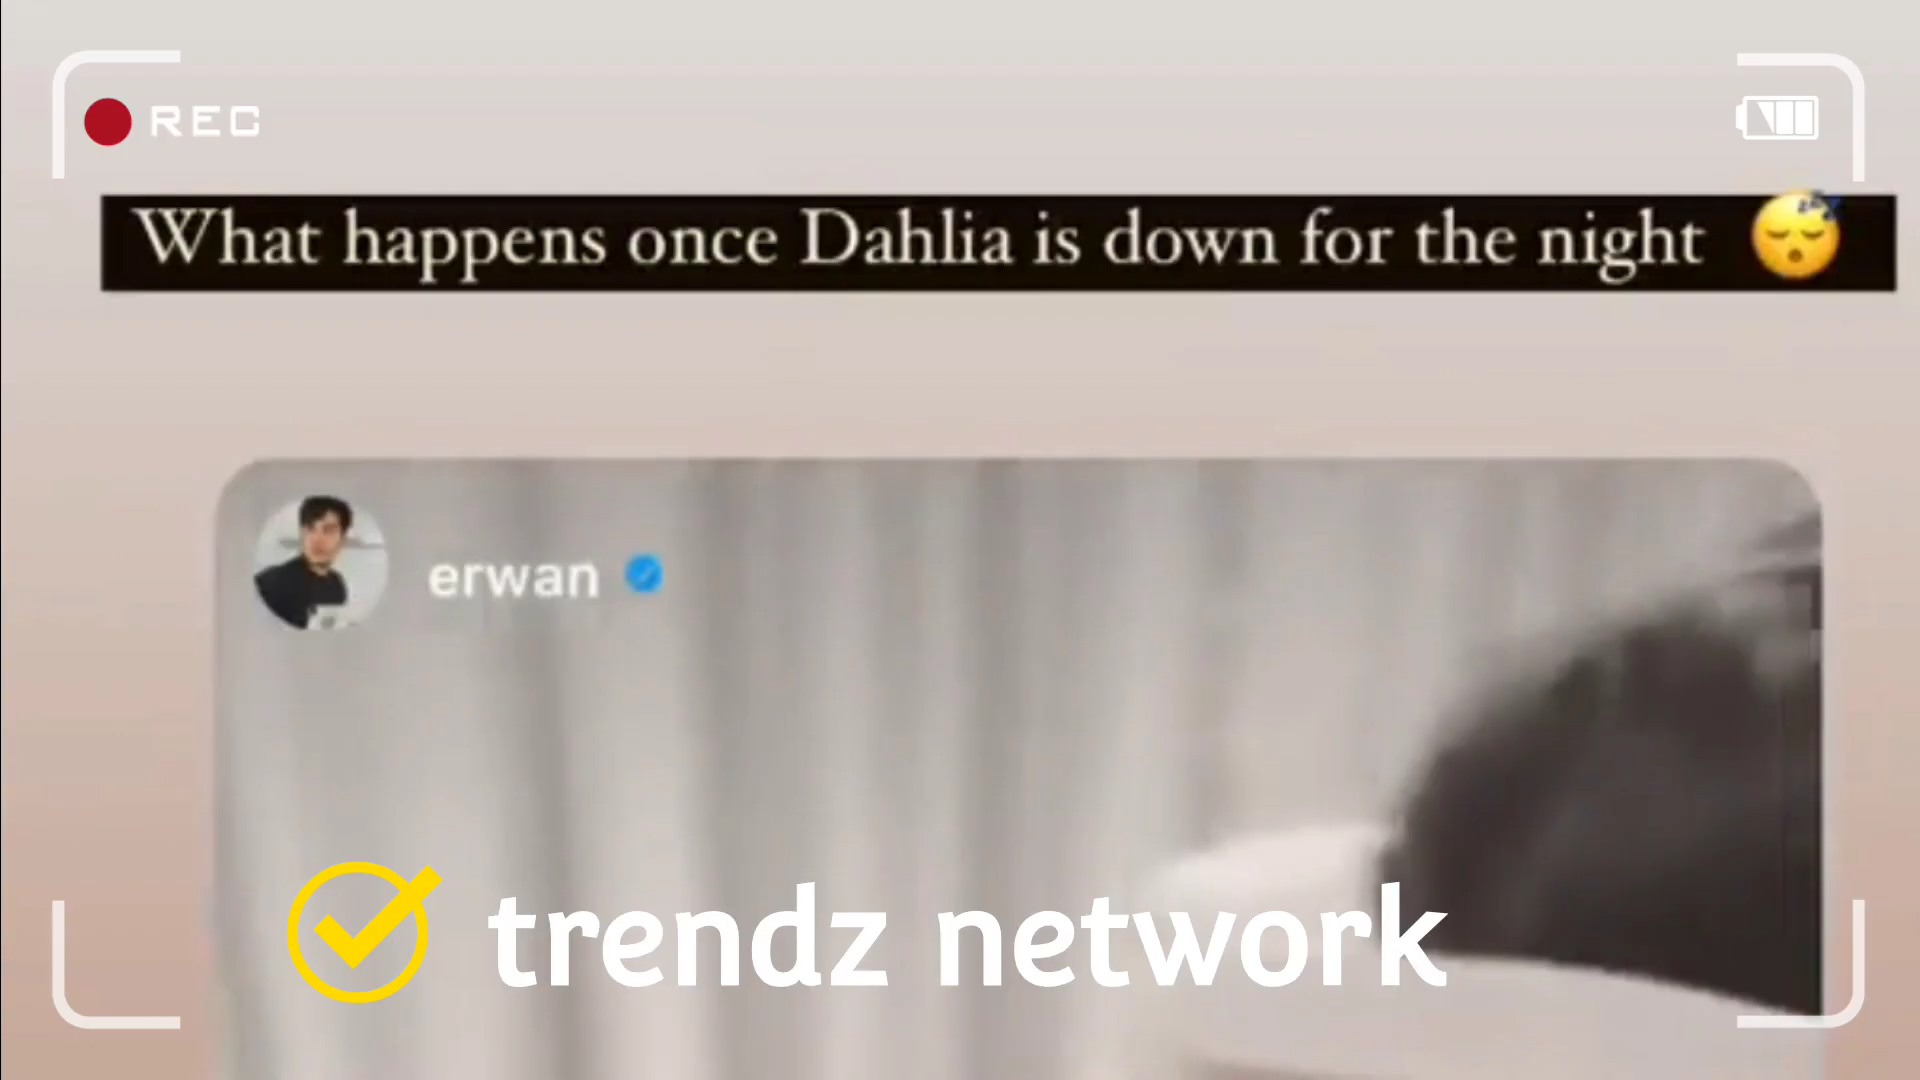 REC
What happens once Dahlia is down for the night
erwan
trendz network